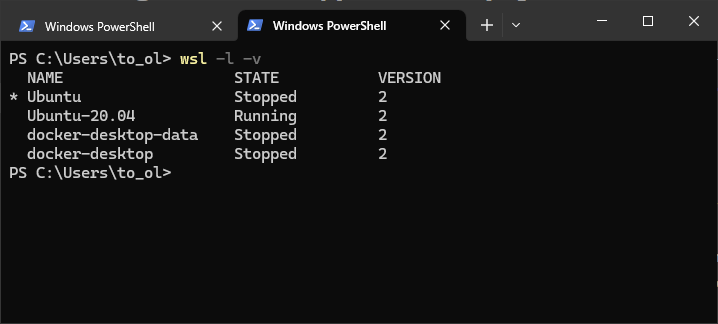 Windows PowerShell
Windows PowerShell
PS C:\Users\to_ol> wsl -l -v
  NAME                   STATE           VERSION
* Ubuntu                 Stopped         2
  Ubuntu-20.04           Running         2
  docker-desktop-data    Stopped         2
  docker-desktop         Stopped         2
PS C:\Users\to_ol>